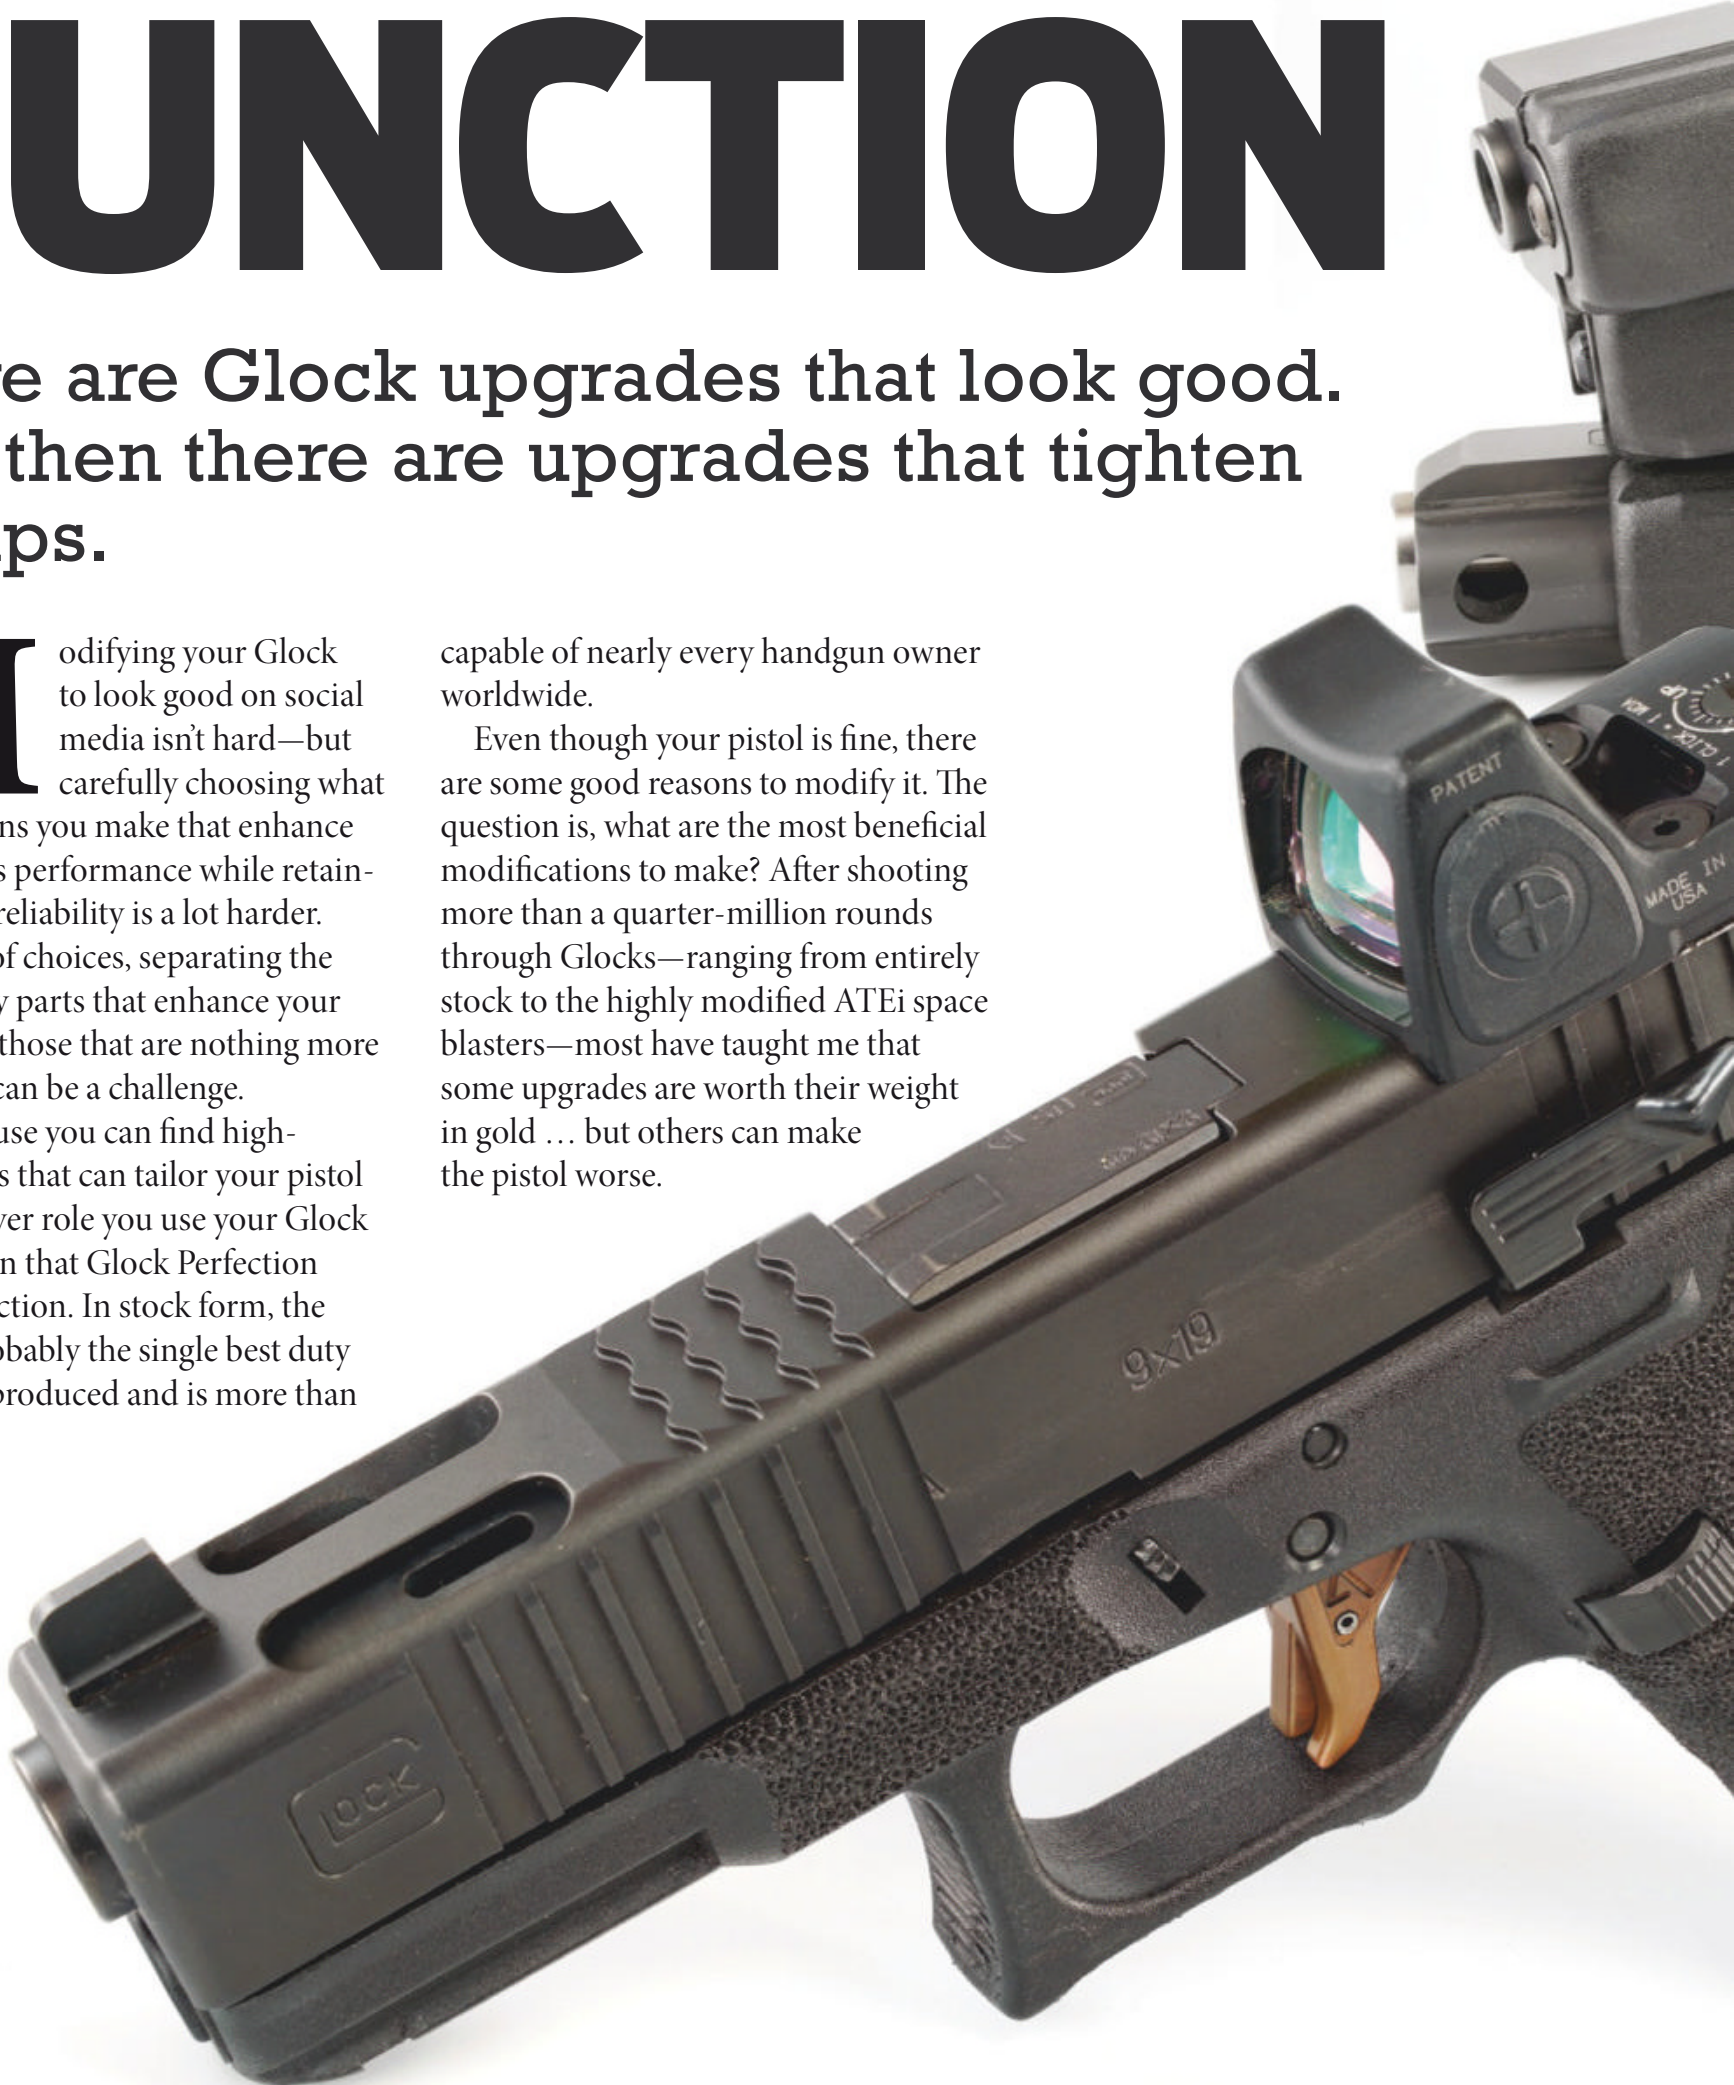 UNCTION
re are Glock upgrades that look good.
then there are upgrades that tighten
ps.
odifying your Glock
to look good on social
media isn't hard—but
carefully choosing what
ns you make that enhance
s performance while retain-
reliability is a lot harder.
of choices, separating the
y parts that enhance your
those that are nothing more
can be a challenge.
use you can find high-
s that can tailor your pistol
ver role you use your Glock
n that Glock Perfection
ction. In stock form, the
obably the single best duty
produced and is more than
capable of nearly every handgun owner
worldwide.
Even though your pistol is fine, there
are some good reasons to modify it. The
question is, what are the most beneficial
modifications to make? After shooting
more than a quarter-million rounds
through Glocks—ranging from entirely
stock to the highly modified ATEi space
blasters—most have taught me that
some upgrades are worth their weight
in gold … but others can make
the pistol worse.
UP
1 CLICK • 1 MOA
PATENT
MADE IN
USA
9x19
GLOCK